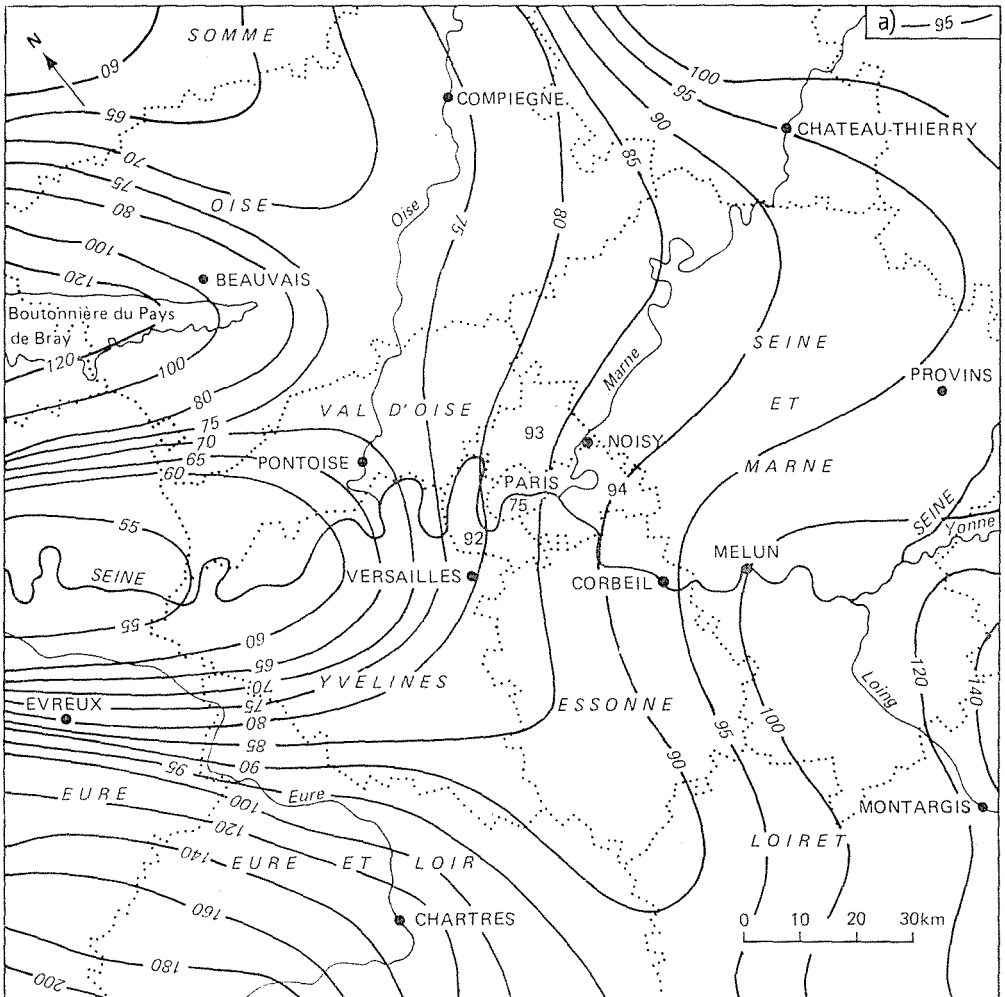 a) 95
N
SOMME
60
65
COMPIEGNE
100
95
90
CHATEAU-THIERRY
70
75
80
85
OISE
Oise
75
80
100
120
BEAUVAIS
Boutonnière du Pays
de Bray
120
100
80
75
70
65
60
SEINE
ET
MARNE
Marne
PROVINS
VAL D'OISE
93
NOISY
PONTOISE
PARIS
75
94
92
55
SEINE
55
VERSAILLES
CORBEIL
MELUN
SEINE
Yonne
60
65
70
75
80
85
90
95
100
120
140
160
180
200
YVELINES
ESSONNE
EVREUX
Loing
120
140
95
100
90
MONTARGIS
EURE
Eure
EURE ET LOIR
LOIRET
CHARTRES
0 10 20 30km